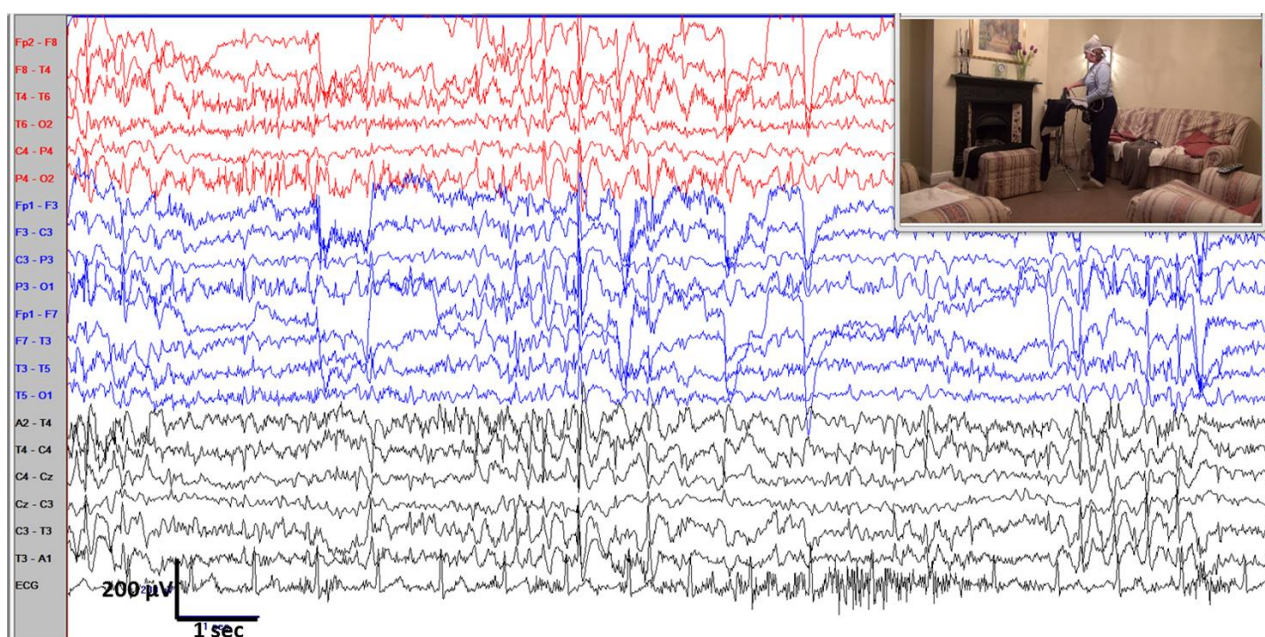 Fp2 - F8
F8 - T4
T4 - T6
T6 - O2
C4 - P4
P4 - O2
Fp1 - F3
F3 - C3
C3 - P3
P3 - O1
Fp1 - F7
F7 - T3
T3 - T5
T5 - O1
A2 - T4
T4 - C4
C4 - Cz
Cz - C3
C3 - T3
T3 - A1
ECG
200 µV
1 sec